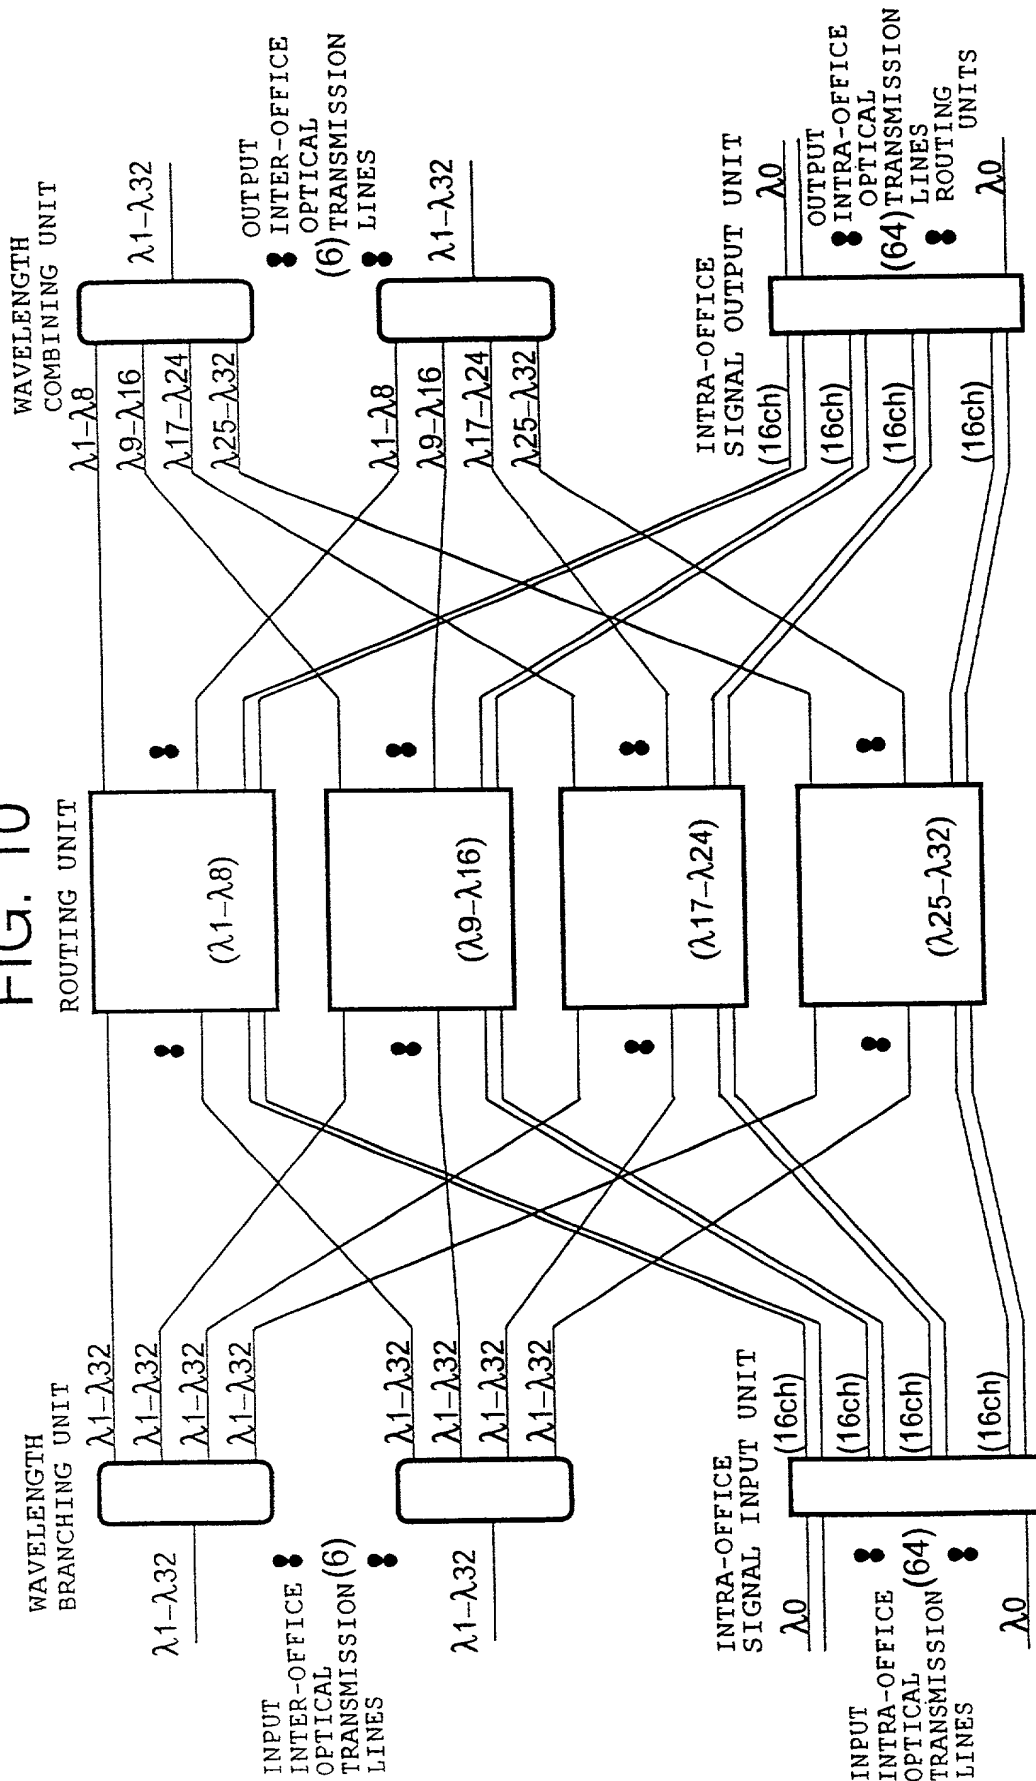 FIG. 10
WAVELENGTH
BRANCHING UNIT
ROUTING UNIT
WAVELENGTH
COMBINING UNIT
λ1–λ32
λ1–λ32
λ1–λ32
λ1–λ32
λ1–λ32
INPUT
INTER-OFFICE
OPTICAL
TRANSMISSION
LINES
(6)
λ1–λ32
λ1–λ32
λ1–λ32
λ1–λ32
λ1–λ32
INTRA-OFFICE
SIGNAL INPUT UNIT
λ0
(16ch)
(16ch)
(16ch)
(16ch)
INPUT
INTRA-OFFICE
OPTICAL
TRANSMISSION
LINES
(64)
λ0
(λ1–λ8)
(λ9–λ16)
(λ17–λ24)
(λ25–λ32)
λ1–λ8
λ9–λ16
λ17–λ24
λ25–λ32
λ1–λ32
OUTPUT
INTER-OFFICE
OPTICAL
(6) TRANSMISSION
LINES
λ1–λ8
λ9–λ16
λ17–λ24
λ25–λ32
λ1–λ32
INTRA-OFFICE
SIGNAL OUTPUT UNIT
(16ch)
(16ch)
(16ch)
(16ch)
λ0
OUTPUT
INTRA-OFFICE
OPTICAL
(64) TRANSMISSION
LINES
ROUTING
UNITS
λ0